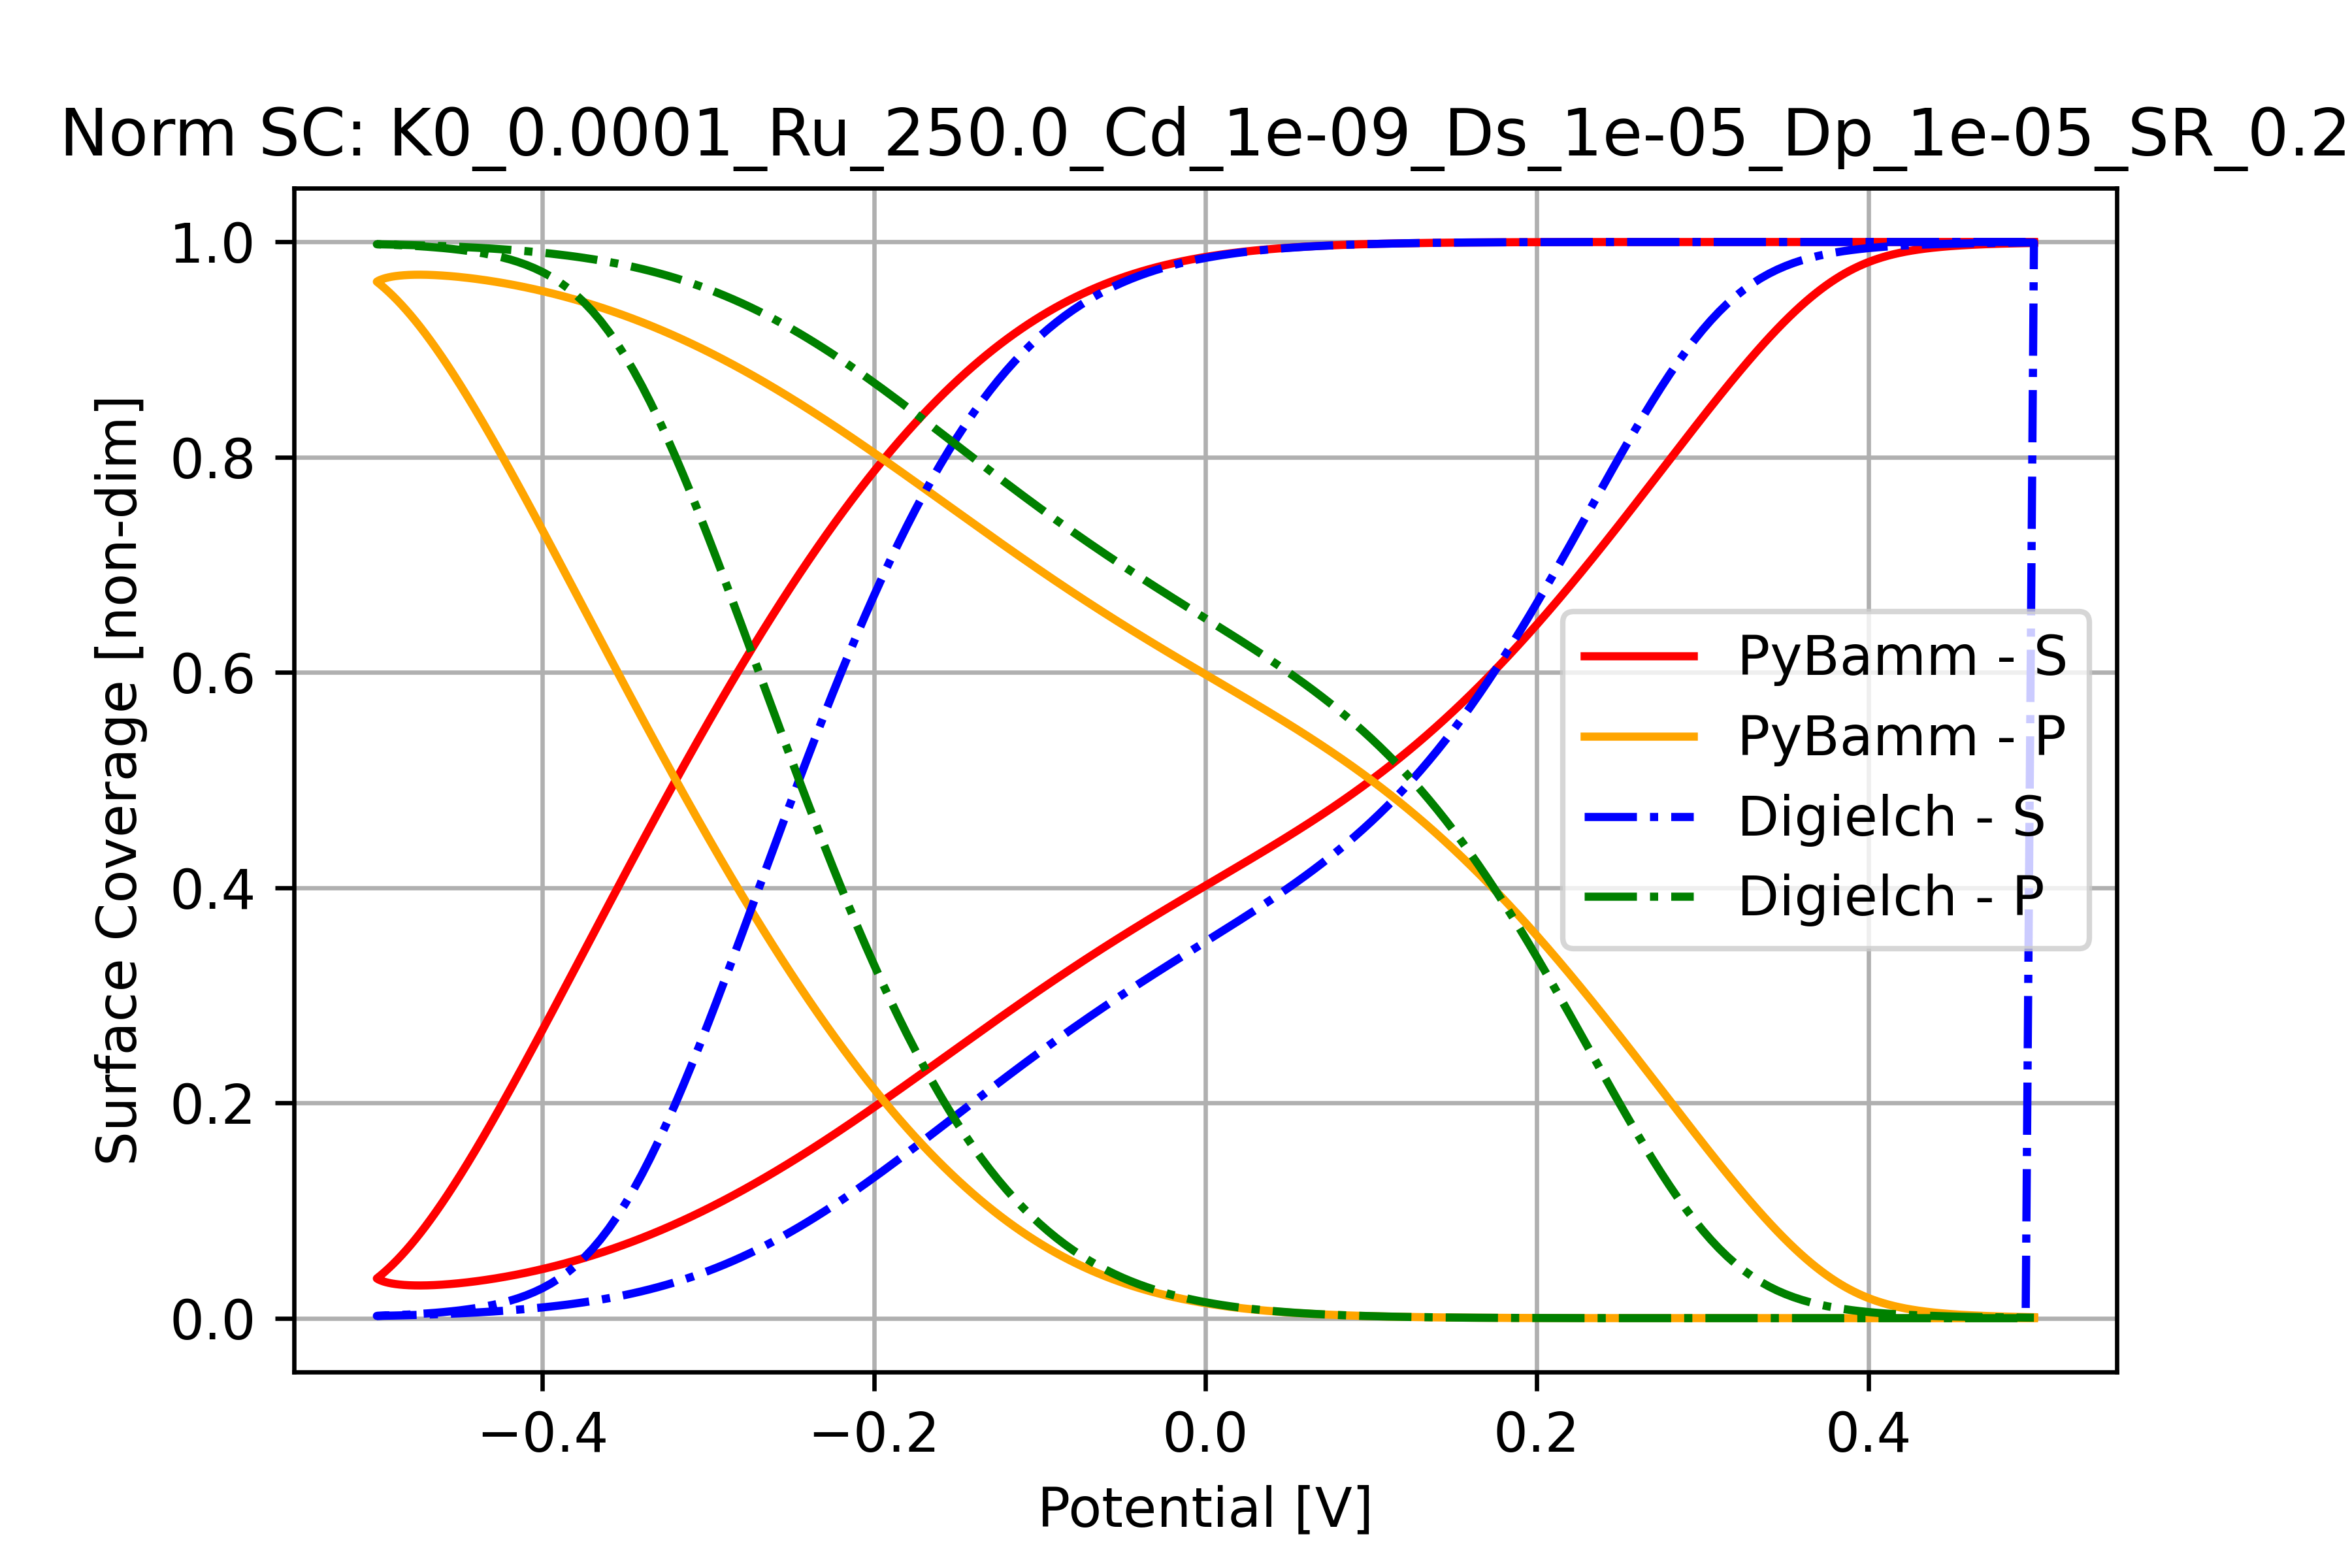 Norm SC: K0_0.0001_Ru_250.0_Cd_1e-09_Ds_1e-05_Dp_1e-05_SR_0.2
Surface Coverage [non-dim]
1.0
0.8
0.6
0.4
0.2
0.0
PyBamm - S
PyBamm - P
Digielch - S
Digielch - P
−0.4
−0.2
0.0
0.2
0.4
Potential [V]